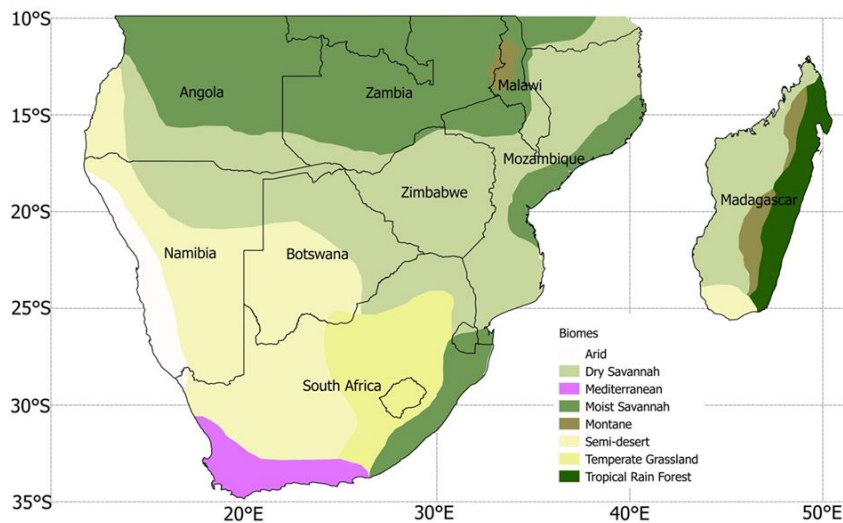 10°S
15°S
20°S
25°S
30°S
35°S
20°E
30°E
40°E
50°E
Angola
Zambia
Malawi
Mozambique
Zimbabwe
Madagascar
Namibia
Botswana
South Africa
Biomes
Arid
Dry Savannah
Mediterranean
Moist Savannah
Montane
Semi-desert
Temperate Grassland
Tropical Rain Forest